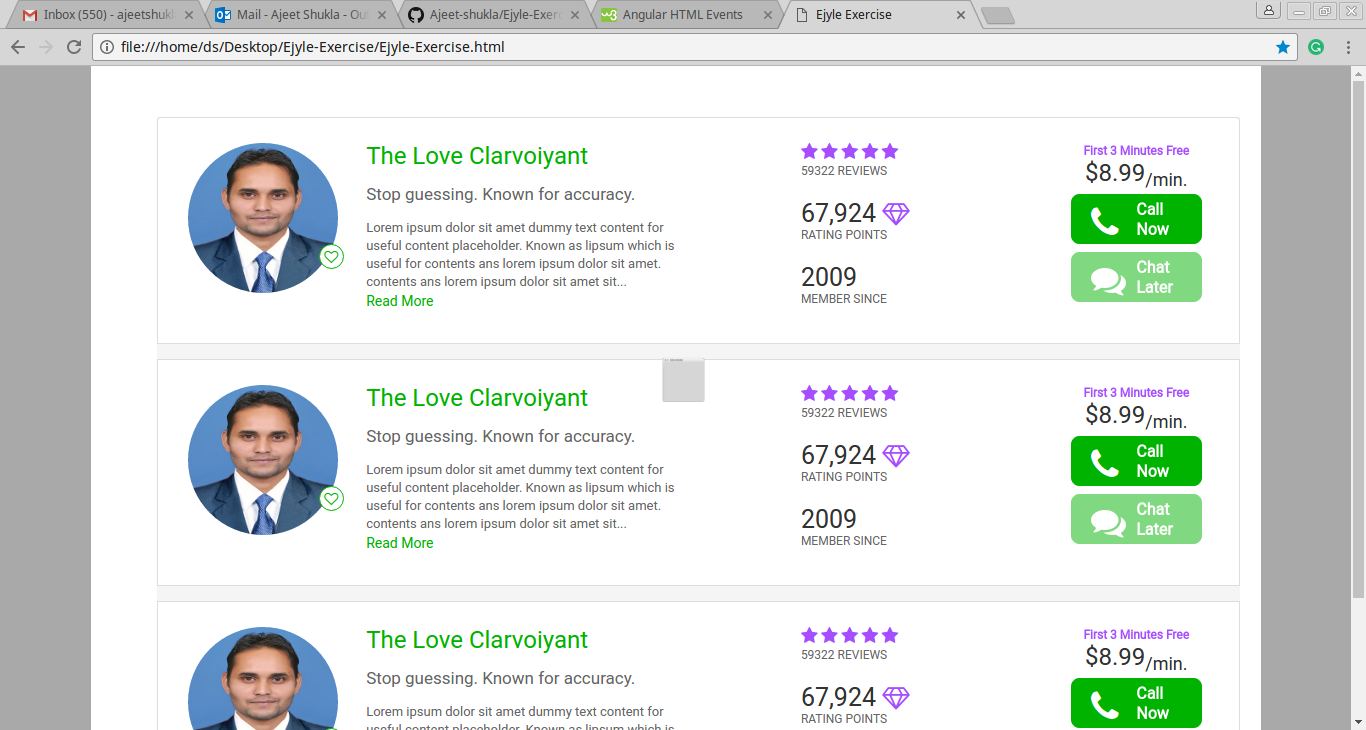 Inbox (550) - ajeetshukl
Mail - Ajeet Shukla - Ou
Ajeet-shukla/Ejyle-Exer
Angular HTML Events
Ejyle Exercise
file:///home/ds/Desktop/Ejyle-Exercise/Ejyle-Exercise.html
The Love Clarvoiyant
Stop guessing. Known for accuracy.
Lorem ipsum dolor sit amet dummy text content for
useful content placeholder. Known as lipsum which is
useful for contents ans lorem ipsum dolor sit amet.
contents ans lorem ipsum dolor sit amet sit...
Read More
59322 REVIEWS
67,924
RATING POINTS
2009
MEMBER SINCE
First 3 Minutes Free
$8.99/min.
Call
Now
Chat
Later
The Love Clarvoiyant
Stop guessing. Known for accuracy.
Lorem ipsum dolor sit amet dummy text content for
useful content placeholder. Known as lipsum which is
useful for contents ans lorem ipsum dolor sit amet.
contents ans lorem ipsum dolor sit amet sit...
Read More
59322 REVIEWS
67,924
RATING POINTS
2009
MEMBER SINCE
First 3 Minutes Free
$8.99/min.
Call
Now
Chat
Later
The Love Clarvoiyant
Stop guessing. Known for accuracy.
Lorem ipsum dolor sit amet dummy text content for
useful content placeholder. Known as lipsum which is
59322 REVIEWS
67,924
RATING POINTS
First 3 Minutes Free
$8.99/min.
Call
Now